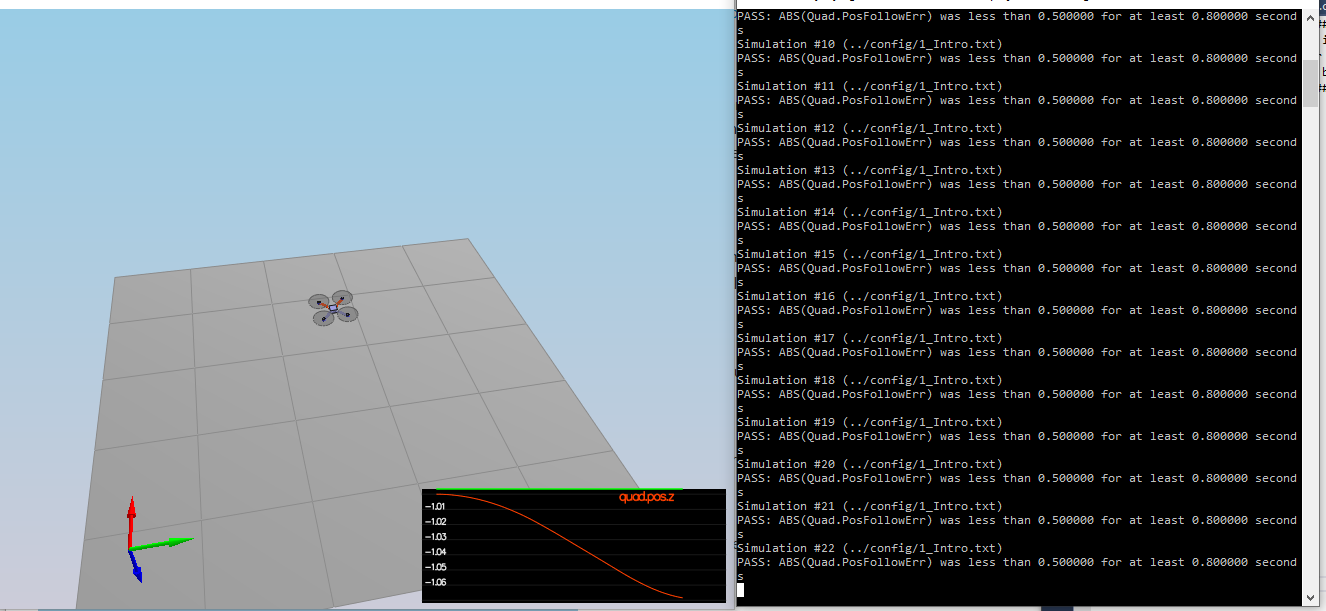 PASS: ABS(Quad.PosFollowErr) was less than 0.500000 for at least 0.800000 second
s
Simulation #10 (../config/1_Intro.txt)
PASS: ABS(Quad.PosFollowErr) was less than 0.500000 for at least 0.800000 second
s
Simulation #11 (../config/1_Intro.txt)
PASS: ABS(Quad.PosFollowErr) was less than 0.500000 for at least 0.800000 second
s
Simulation #12 (../config/1_Intro.txt)
PASS: ABS(Quad.PosFollowErr) was less than 0.500000 for at least 0.800000 second
s
Simulation #13 (../config/1_Intro.txt)
PASS: ABS(Quad.PosFollowErr) was less than 0.500000 for at least 0.800000 second
s
Simulation #14 (../config/1_Intro.txt)
PASS: ABS(Quad.PosFollowErr) was less than 0.500000 for at least 0.800000 second
s
Simulation #15 (../config/1_Intro.txt)
PASS: ABS(Quad.PosFollowErr) was less than 0.500000 for at least 0.800000 second
s
Simulation #16 (../config/1_Intro.txt)
PASS: ABS(Quad.PosFollowErr) was less than 0.500000 for at least 0.800000 second
s
Simulation #17 (../config/1_Intro.txt)
PASS: ABS(Quad.PosFollowErr) was less than 0.500000 for at least 0.800000 second
s
Simulation #18 (../config/1_Intro.txt)
PASS: ABS(Quad.PosFollowErr) was less than 0.500000 for at least 0.800000 second
s
Simulation #19 (../config/1_Intro.txt)
PASS: ABS(Quad.PosFollowErr) was less than 0.500000 for at least 0.800000 second
s
Simulation #20 (../config/1_Intro.txt)
PASS: ABS(Quad.PosFollowErr) was less than 0.500000 for at least 0.800000 second
s
Simulation #21 (../config/1_Intro.txt)
PASS: ABS(Quad.PosFollowErr) was less than 0.500000 for at least 0.800000 second
s
Simulation #22 (../config/1_Intro.txt)
PASS: ABS(Quad.PosFollowErr) was less than 0.500000 for at least 0.800000 second
s
quad.pos.z
-1.01
-1.02
-1.03
-1.04
-1.05
-1.06